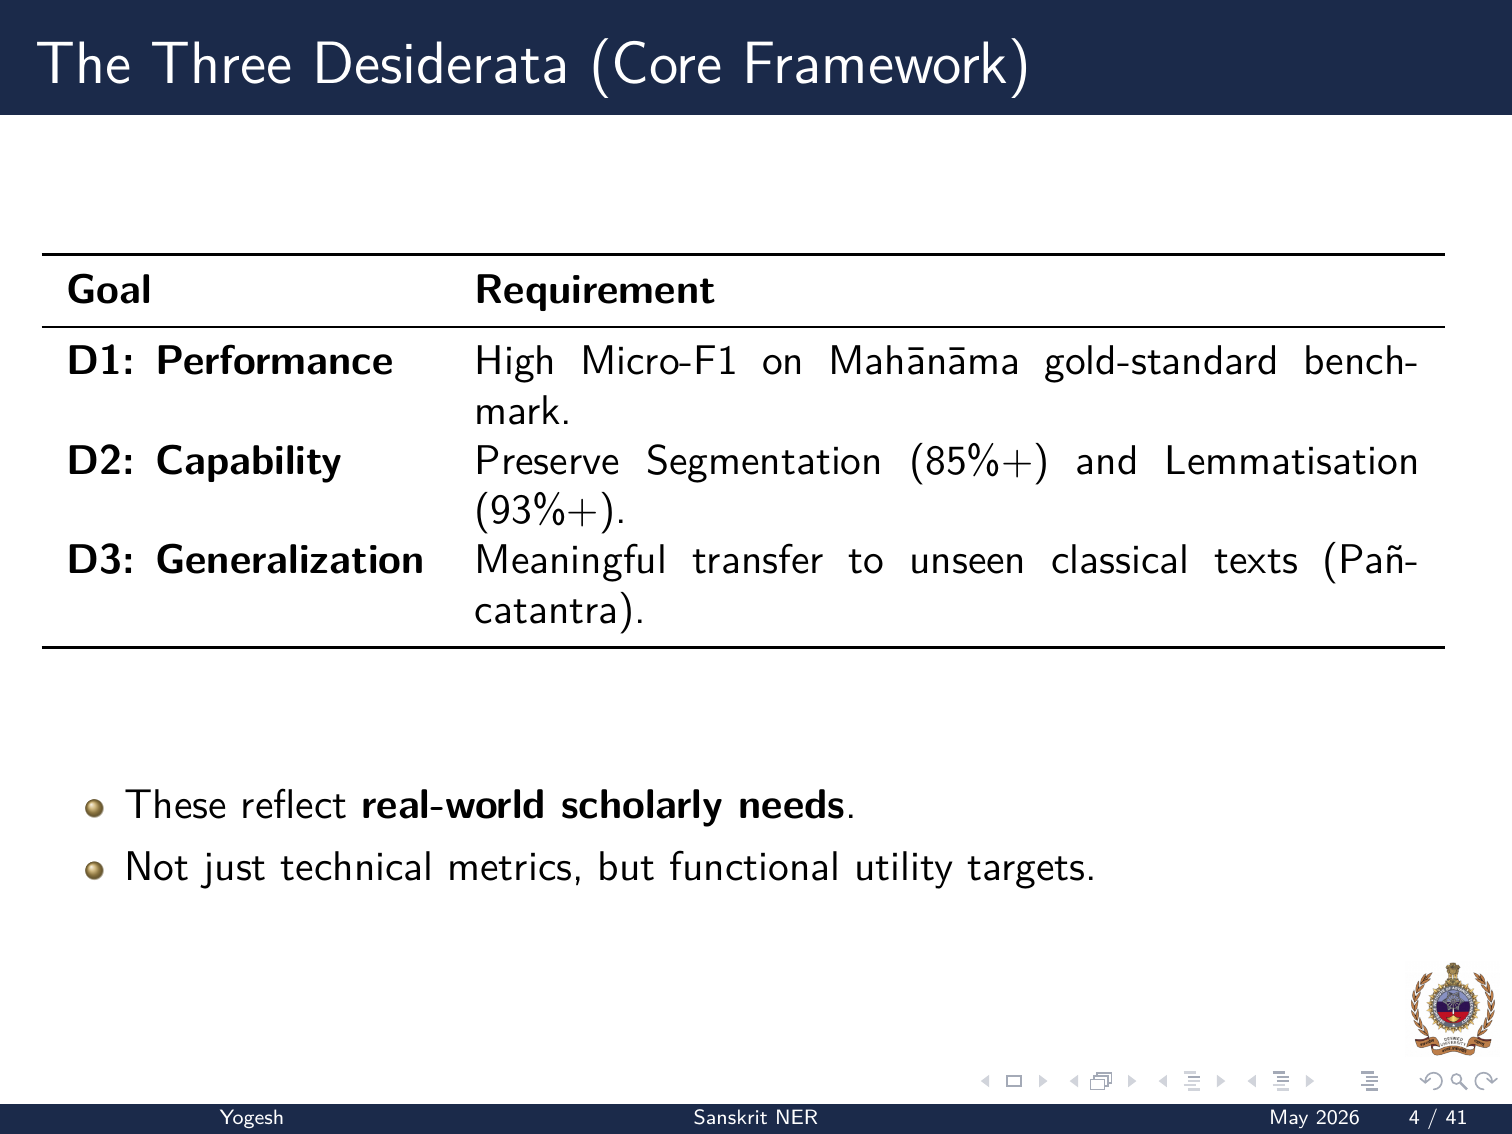 The Three Desiderata (Core Framework)
Goal Requirement
D1: Performance High Micro-F1 on Mahānāma gold-standard bench-
mark.
D2: Capability Preserve Segmentation (85%+) and Lemmatisation
(93%+).
D3: Generalization Meaningful transfer to unseen classical texts (Pañ-
catantra).
These reflect real-world scholarly needs.
Not just technical metrics, but functional utility targets.
Yogesh Sanskrit NER May 2026 4 / 41